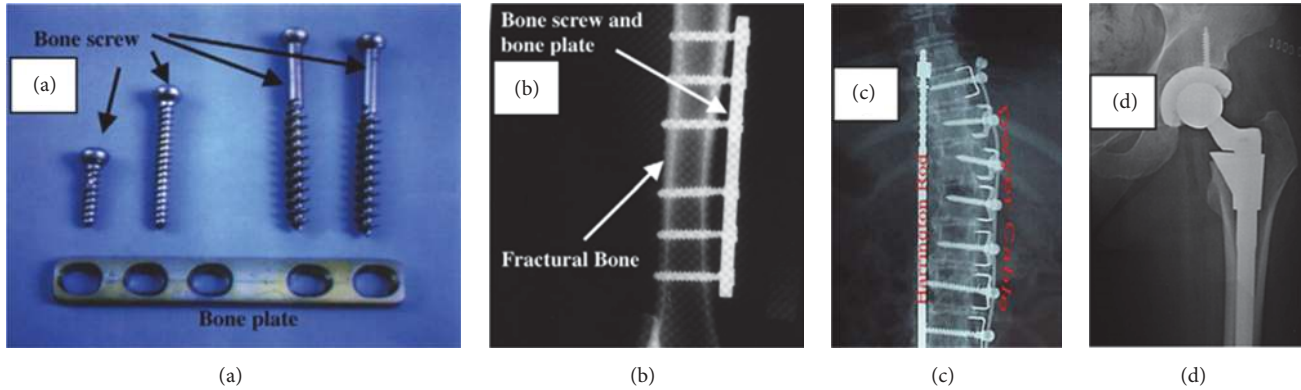 Bone screw
(a)
Bone plate
(a)
Bone screw and
bone plate
(b)
Fractural Bone
(b)
(c)
Harrington Rod
(c)
(d)
(d)